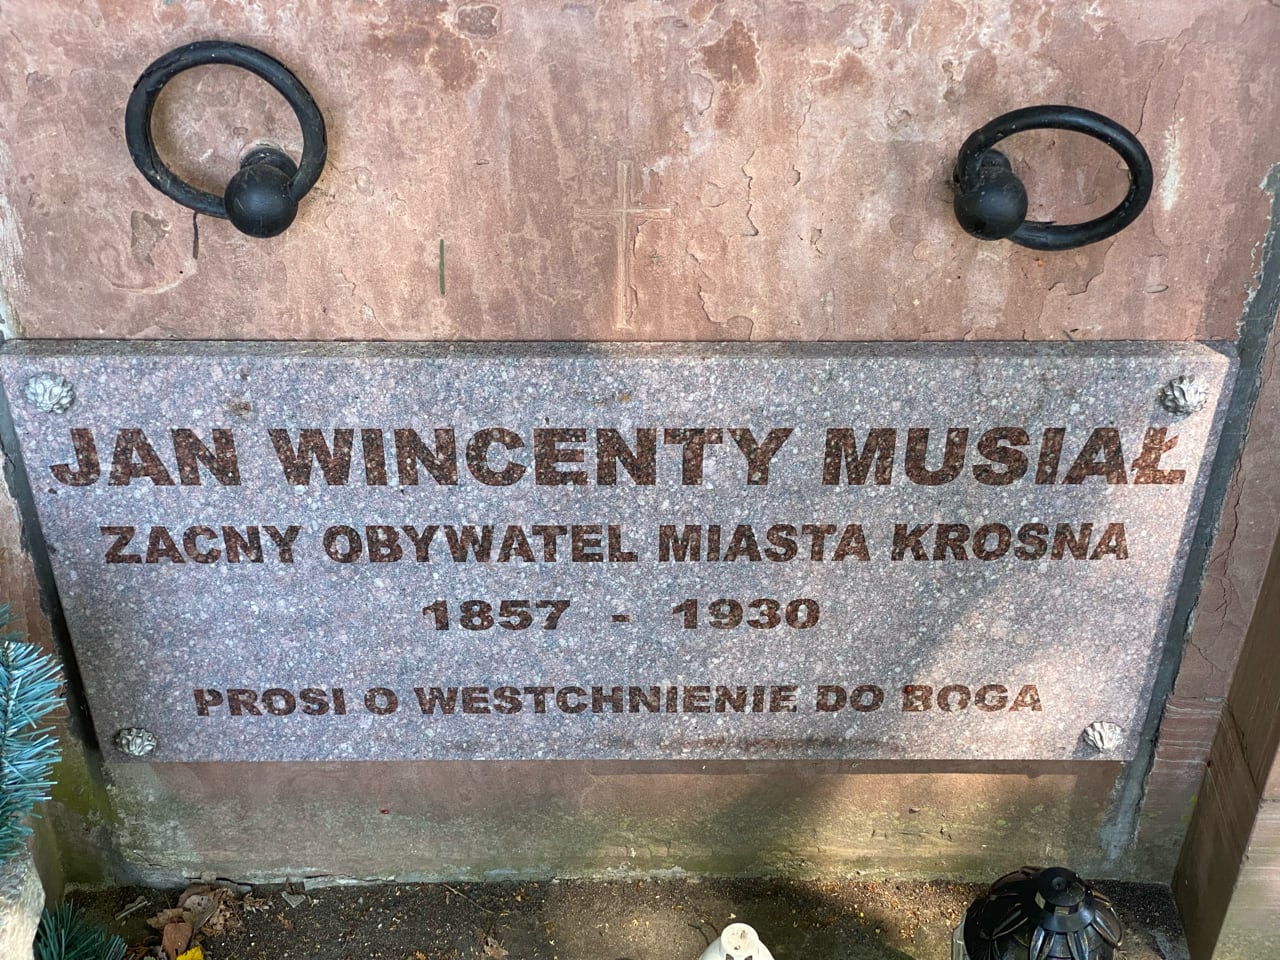 JAN WINCENTY MUSIAŁ
ZACNY OBYWATEL MIASTA KROSNA
1857 - 1930
PROSI O WESTCHNIENIE DO BOGA